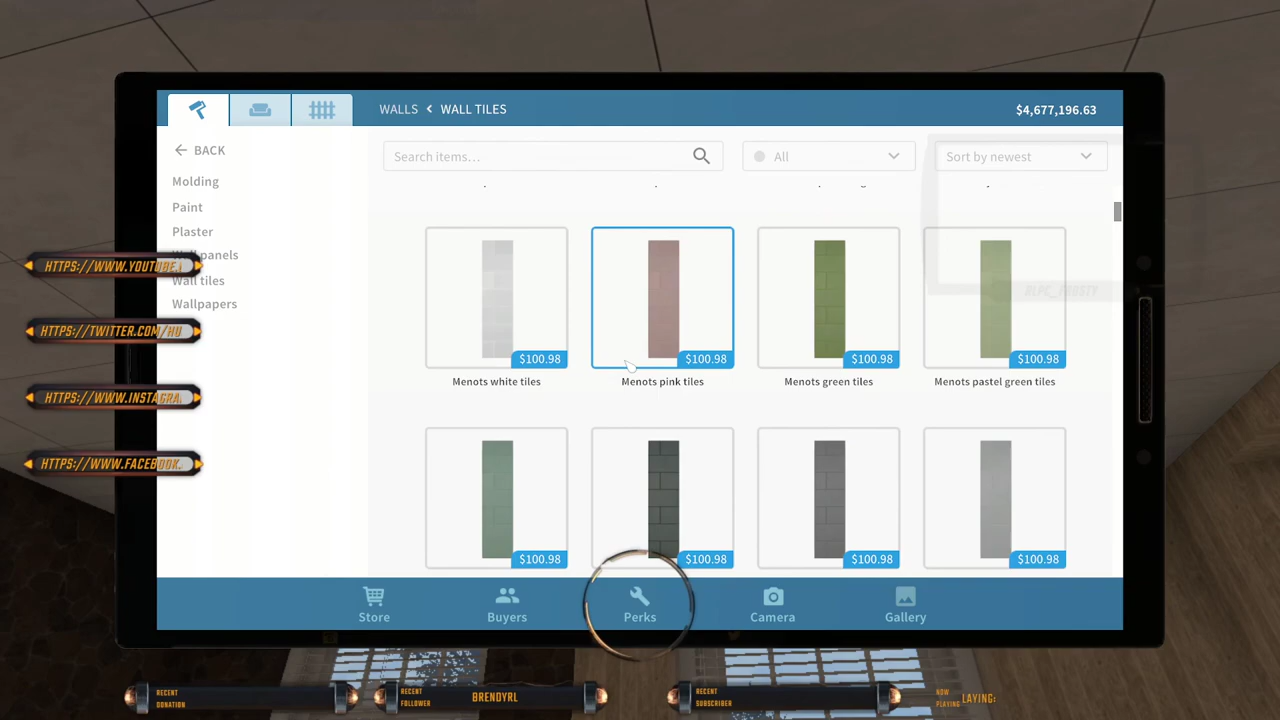 WALLS < WALL TILES
$4,677,196.63
BACK
Search items...
All
Sort by newest
Molding
Paint
Plaster
Wall panels
Wall tiles
Wallpapers
HTTPS://WWW.YOUTUBE.
HTTPS://TWITTER.COM/HU
HTTPS://WWW.INSTAGRA
HTTPS://WWW.FACEBOOK.
$100.98
$100.98
$100.98
$100.98
Menots white tiles
Menots pink tiles
Menots green tiles
Menots pastel green tiles
$100.98
$100.98
$100.98
$100.98
Store
Buyers
Perks
Camera
Gallery
RECENT
DONATION
RECENT
FOLLOWER
BRENDYRL
RECENT
SUBSCRIBER
NOW
PLAYING
LAYING: